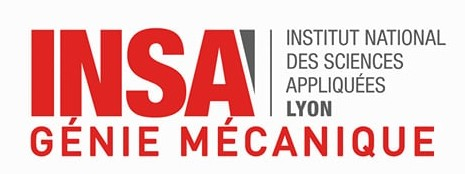 INSA
INSTITUT NATIONAL
DES SCIENCES
APPLIQUÉES
LYON
GÉNIE MÉCANIQUE